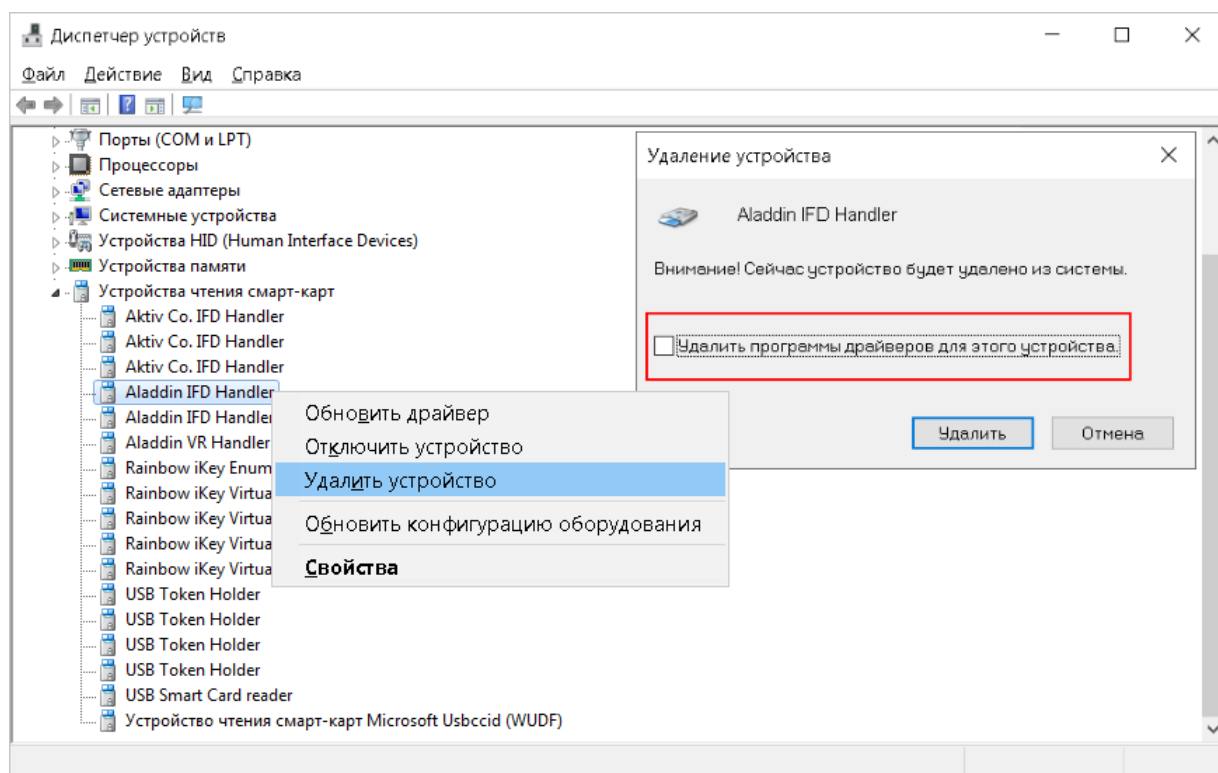 Диспетчер устройств
Файл Действие Вид Справка
Порты (COM и LPT)
Процессоры
Сетевые адаптеры
Системные устройства
Устройства HID (Human Interface Devices)
Устройства памяти
Устройства чтения смарт-карт
Aktiv Co. IFD Handler
Aktiv Co. IFD Handler
Aktiv Co. IFD Handler
Aladdin IFD Handler
Aladdin IFD Handler
Aladdin VR Handler
Rainbow iKey Enum
Rainbow iKey Virtua
Rainbow iKey Virtua
Rainbow iKey Virtua
Rainbow iKey Virtua
USB Token Holder
USB Token Holder
USB Token Holder
USB Token Holder
USB Smart Card reader
Устройство чтения смарт-карт Microsoft Usbccid (WUDF)
Обновить драйвер
Отключить устройство
Удалить устройство
Обновить конфигурацию оборудования
Свойства
Удаление устройства
Aladdin IFD Handler
Внимание! Сейчас устройство будет удалено из системы.
Удалить программы драйверов для этого устройства.
Удалить Отмена